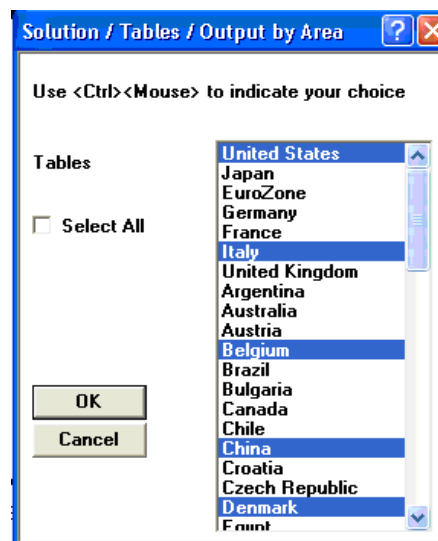 Solution / Tables / Output by Area
Use <Ctrl><Mouse> to indicate your choice
Tables
Select All
OK
Cancel
United States
Japan
EuroZone
Germany
France
Italy
United Kingdom
Argentina
Australia
Austria
Belgium
Brazil
Bulgaria
Canada
Chile
China
Croatia
Czech Republic
Denmark
Egypt